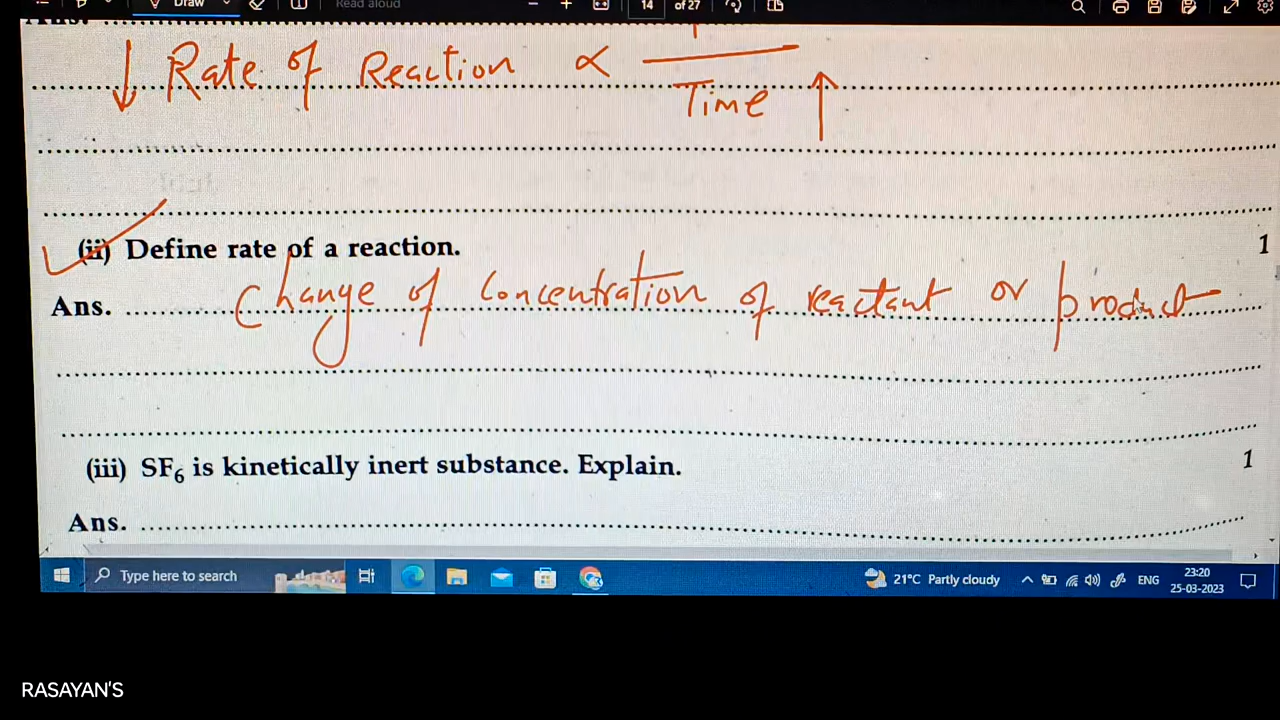 Draw
Read aloud
14 of 27
Rate of Reaction ∝
Time
(ii) Define rate of a reaction. 1
Ans. Change of concentration of reactant or product
(iii) SF6 is kinetically inert substance. Explain. 1
Ans.
Type here to search
21°C Partly cloudy
ENG
23:20
25-03-2023
RASAYAN'S